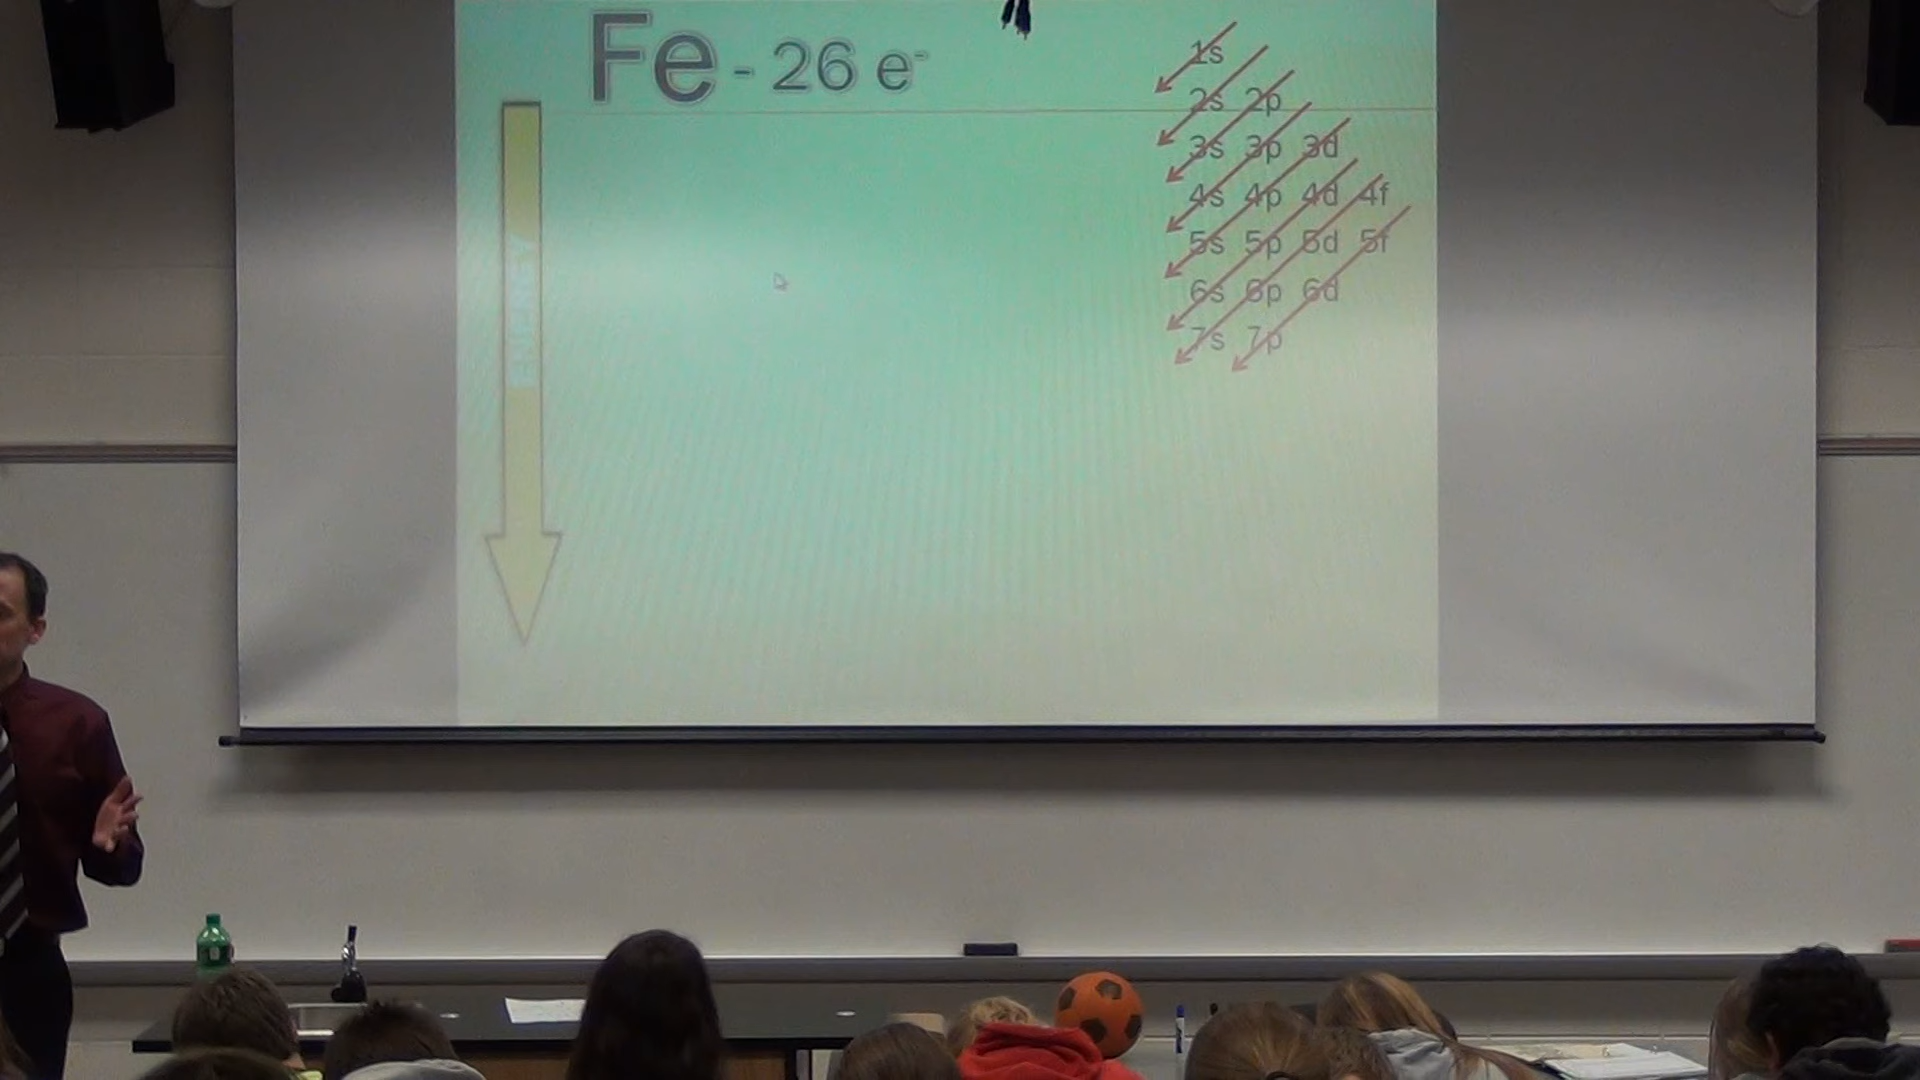 Fe - 26 e⁻
ENERGY
1s
2s 2p
3s 3p 3d
4s 4p 4d 4f
5s 5p 5d 5f
6s 6p 6d
7s 7p